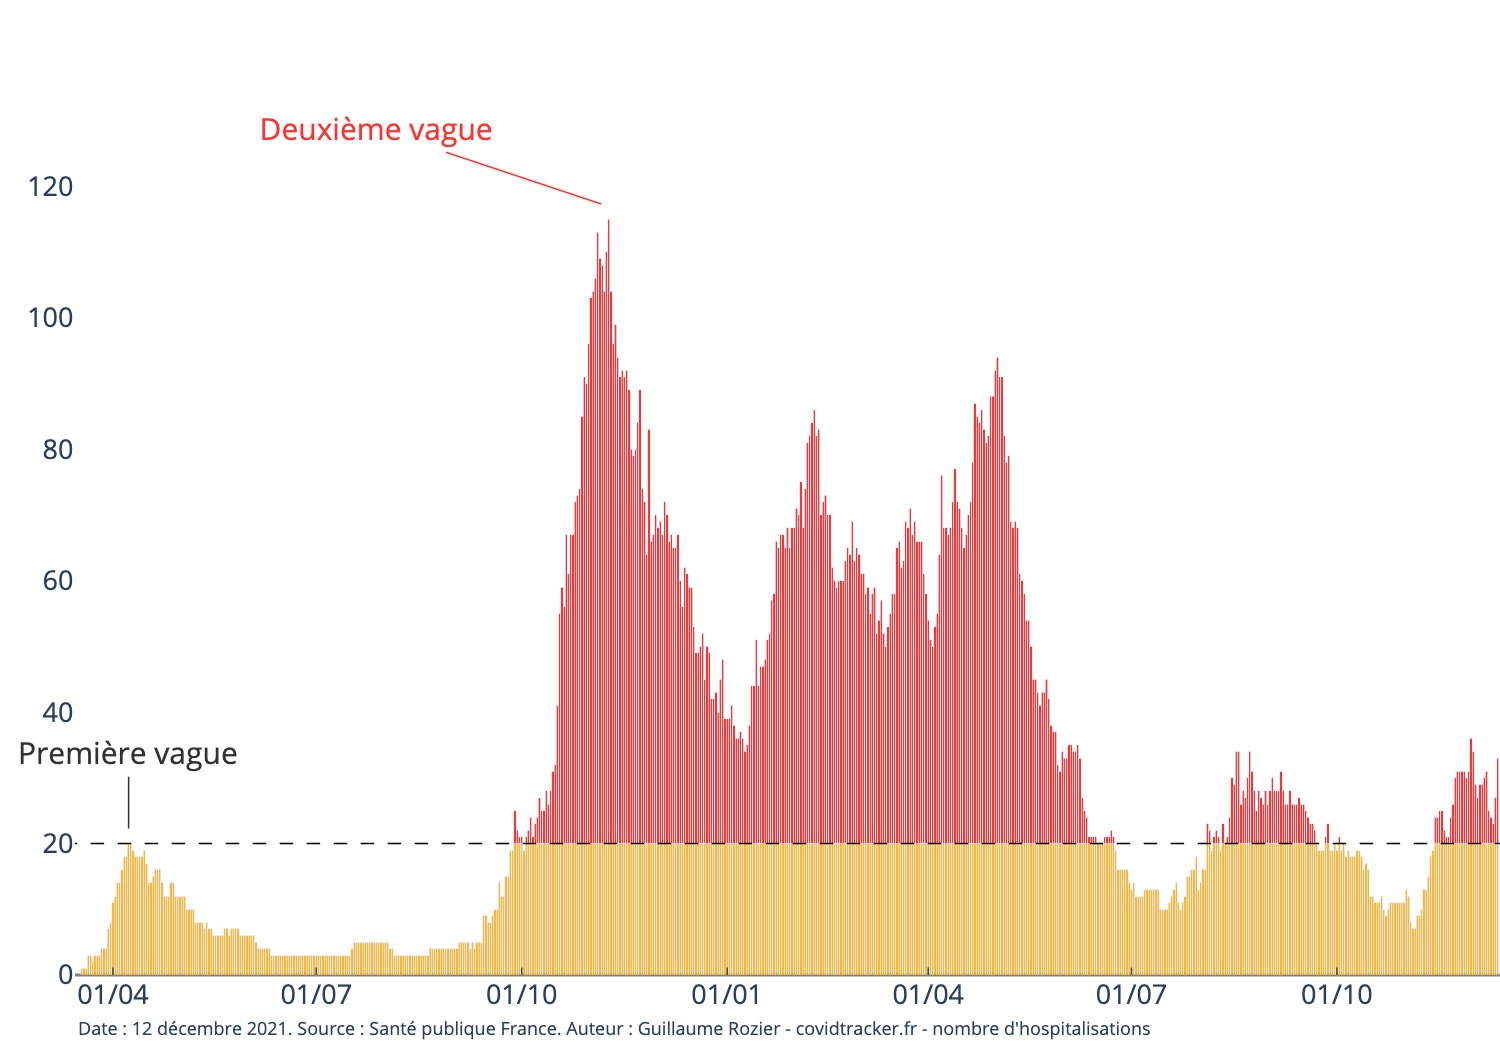 Deuxième vague
120
100
80
60
40
Première vague
20
0
01/04 01/07 01/10 01/01 01/04 01/07 01/10
Date : 12 décembre 2021. Source : Santé publique France. Auteur : Guillaume Rozier - covidtracker.fr - nombre d'hospitalisations